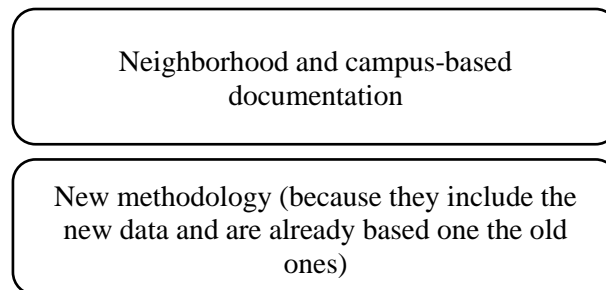 Neighborhood and campus-based
documentation
New methodology (because they include the
new data and are already based one the old
ones)